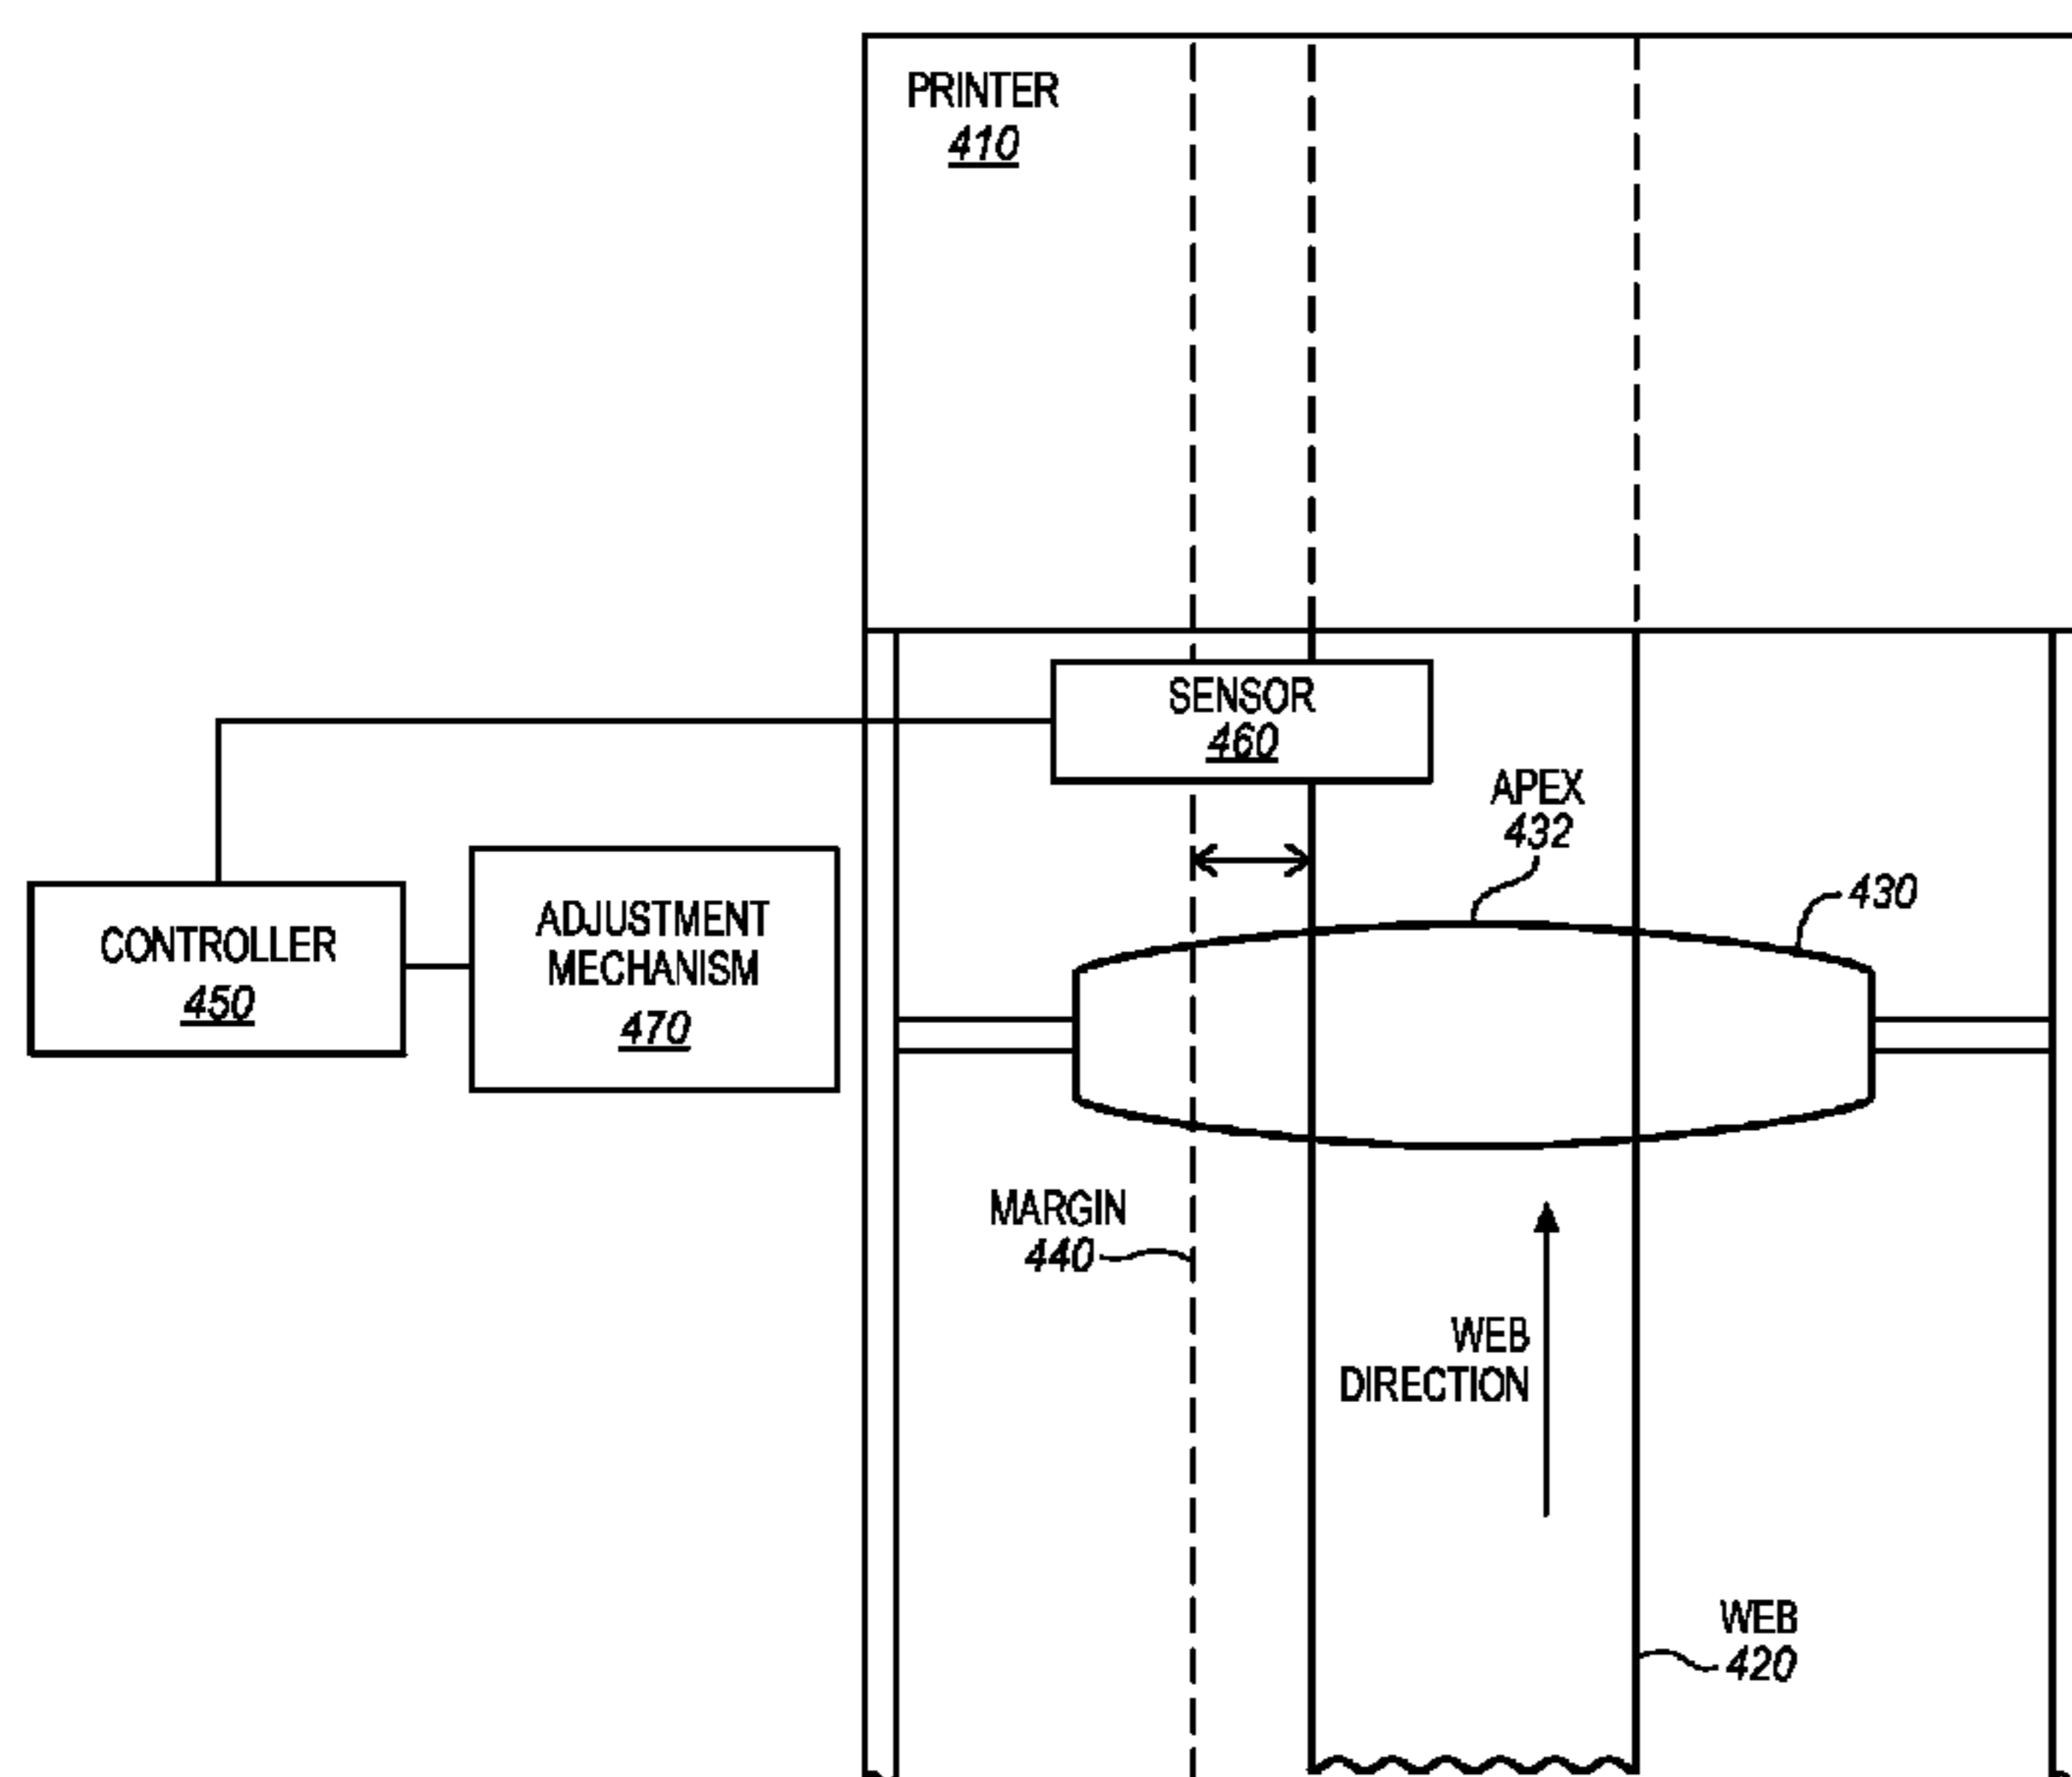 PRINTER
410
SENSOR
460
APEX
432
430
CONTROLLER
450
ADJUSTMENT
MECHANISM
470
MARGIN
440
WEB
DIRECTION
WEB
420